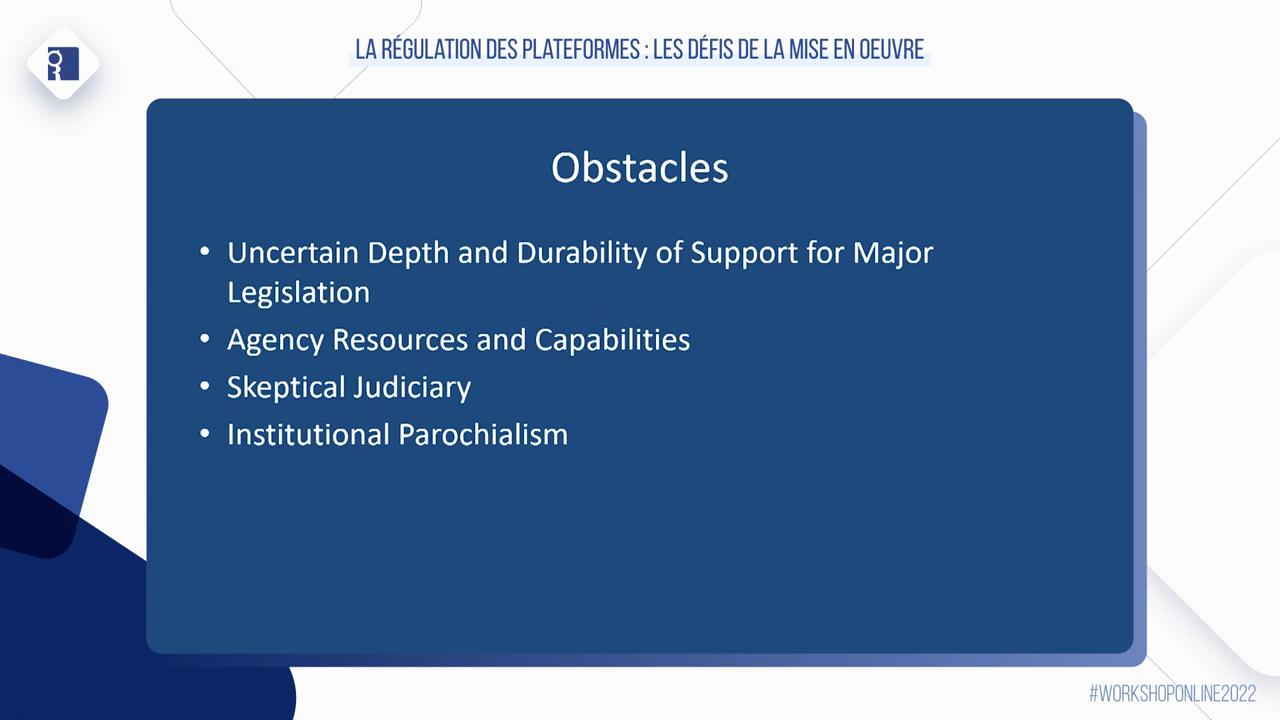 LA RÉGULATION DES PLATEFORMES : LES DÉFIS DE LA MISE EN OEUVRE
Obstacles
• Uncertain Depth and Durability of Support for Major
Legislation
• Agency Resources and Capabilities
• Skeptical Judiciary
• Institutional Parochialism
#WORKSHOPONLINE2022